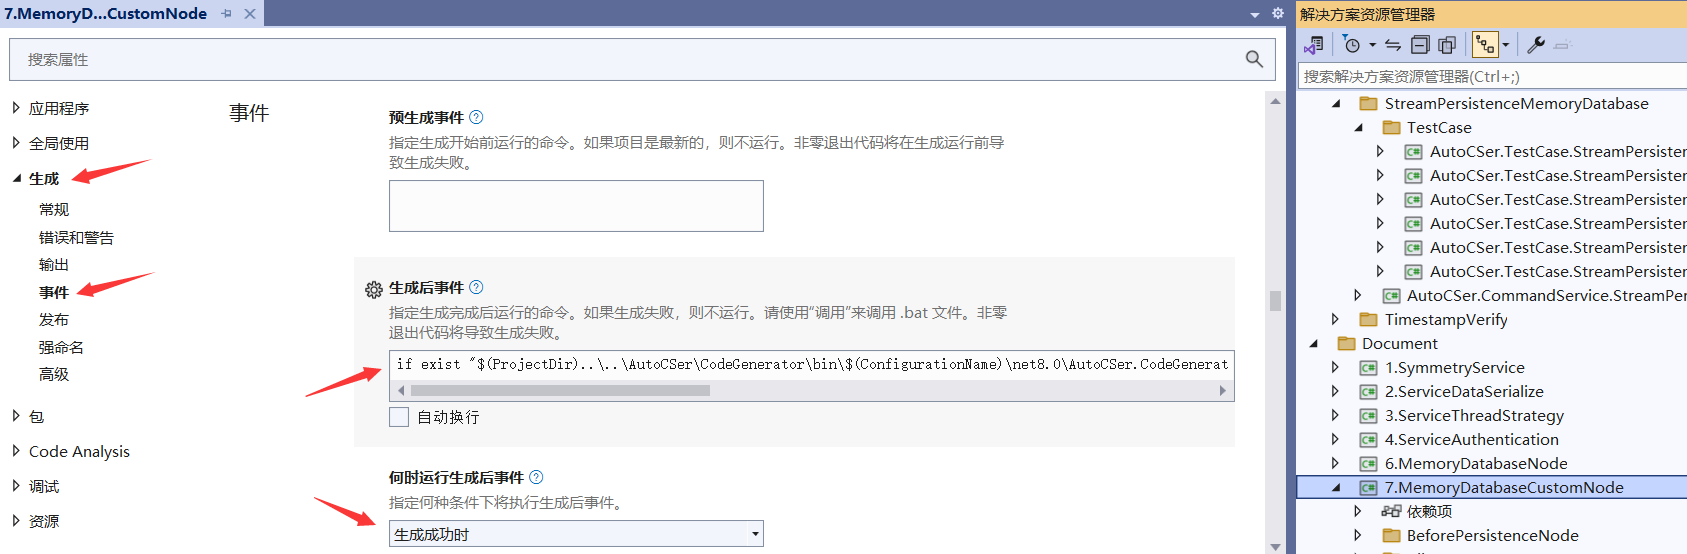 7.MemoryD...CustomNode
搜索属性
应用程序
全局使用
生成
常规
错误和警告
输出
事件
发布
强命名
高级
包
Code Analysis
调试
资源
事件
预生成事件
指定生成开始前运行的命令。如果项目是最新的，则不运行。非零退出代码将在生成运行前导
致生成失败。
生成后事件
指定生成完成后运行的命令。如果生成失败，则不运行。请使用“调用”来调用 .bat 文件。非零
退出代码将导致生成失败。
if exist "$(ProjectDir)..\..\AutoCSer\CodeGenerator\bin\$(ConfigurationName)\net8.0\AutoCSer.CodeGenerat
自动换行
何时运行生成后事件
指定何种条件下将执行生成后事件。
生成成功时
解决方案资源管理器
搜索解决方案资源管理器(Ctrl+;)
StreamPersistenceMemoryDatabase
TestCase
AutoCSer.TestCase.StreamPersister
AutoCSer.TestCase.StreamPersister
AutoCSer.TestCase.StreamPersister
AutoCSer.TestCase.StreamPersister
AutoCSer.TestCase.StreamPersister
AutoCSer.TestCase.StreamPersister
AutoCSer.CommandService.StreamPer
TimestampVerify
Document
1.SymmetryService
2.ServiceDataSerialize
3.ServiceThreadStrategy
4.ServiceAuthentication
6.MemoryDatabaseNode
7.MemoryDatabaseCustomNode
依赖项
BeforePersistenceNode